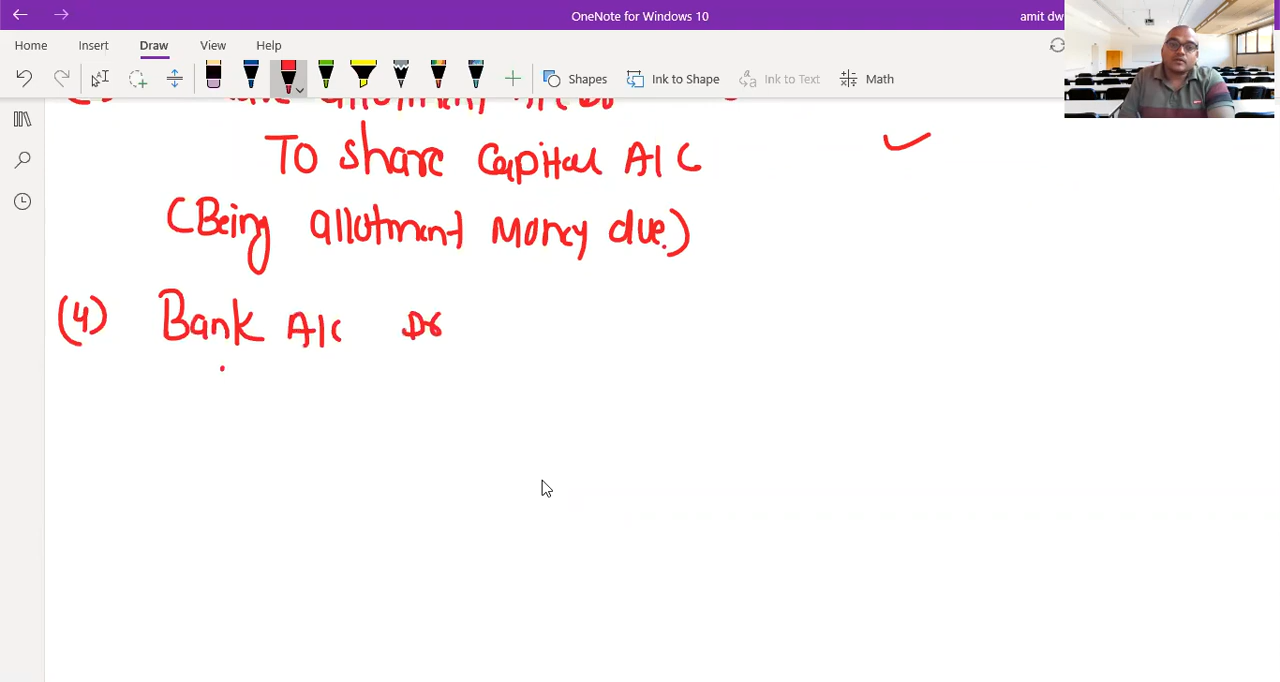 OneNote for Windows 10
amit dw
Home Insert Draw View Help
Shapes Ink to Shape Ink to Text Math
allotment
To Share Capital A/C
(Being allotment Money due.)
(4) Bank A/C Dr